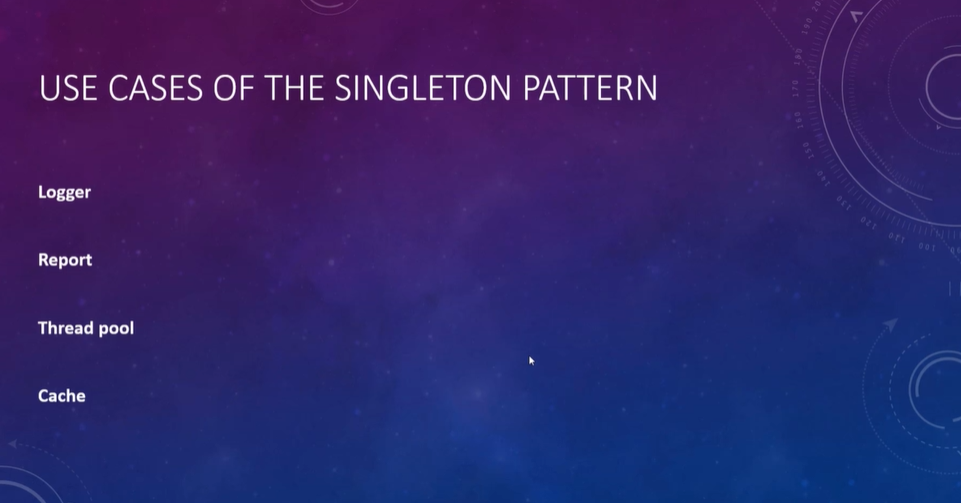 USE CASES OF THE SINGLETON PATTERN
Logger
Report
Thread pool
Cache